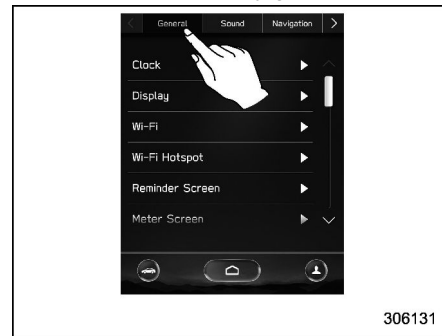 General Sound Navigation
Clock
Display
Wi-Fi
Wi-Fi Hotspot
Reminder Screen
Meter Screen
306131